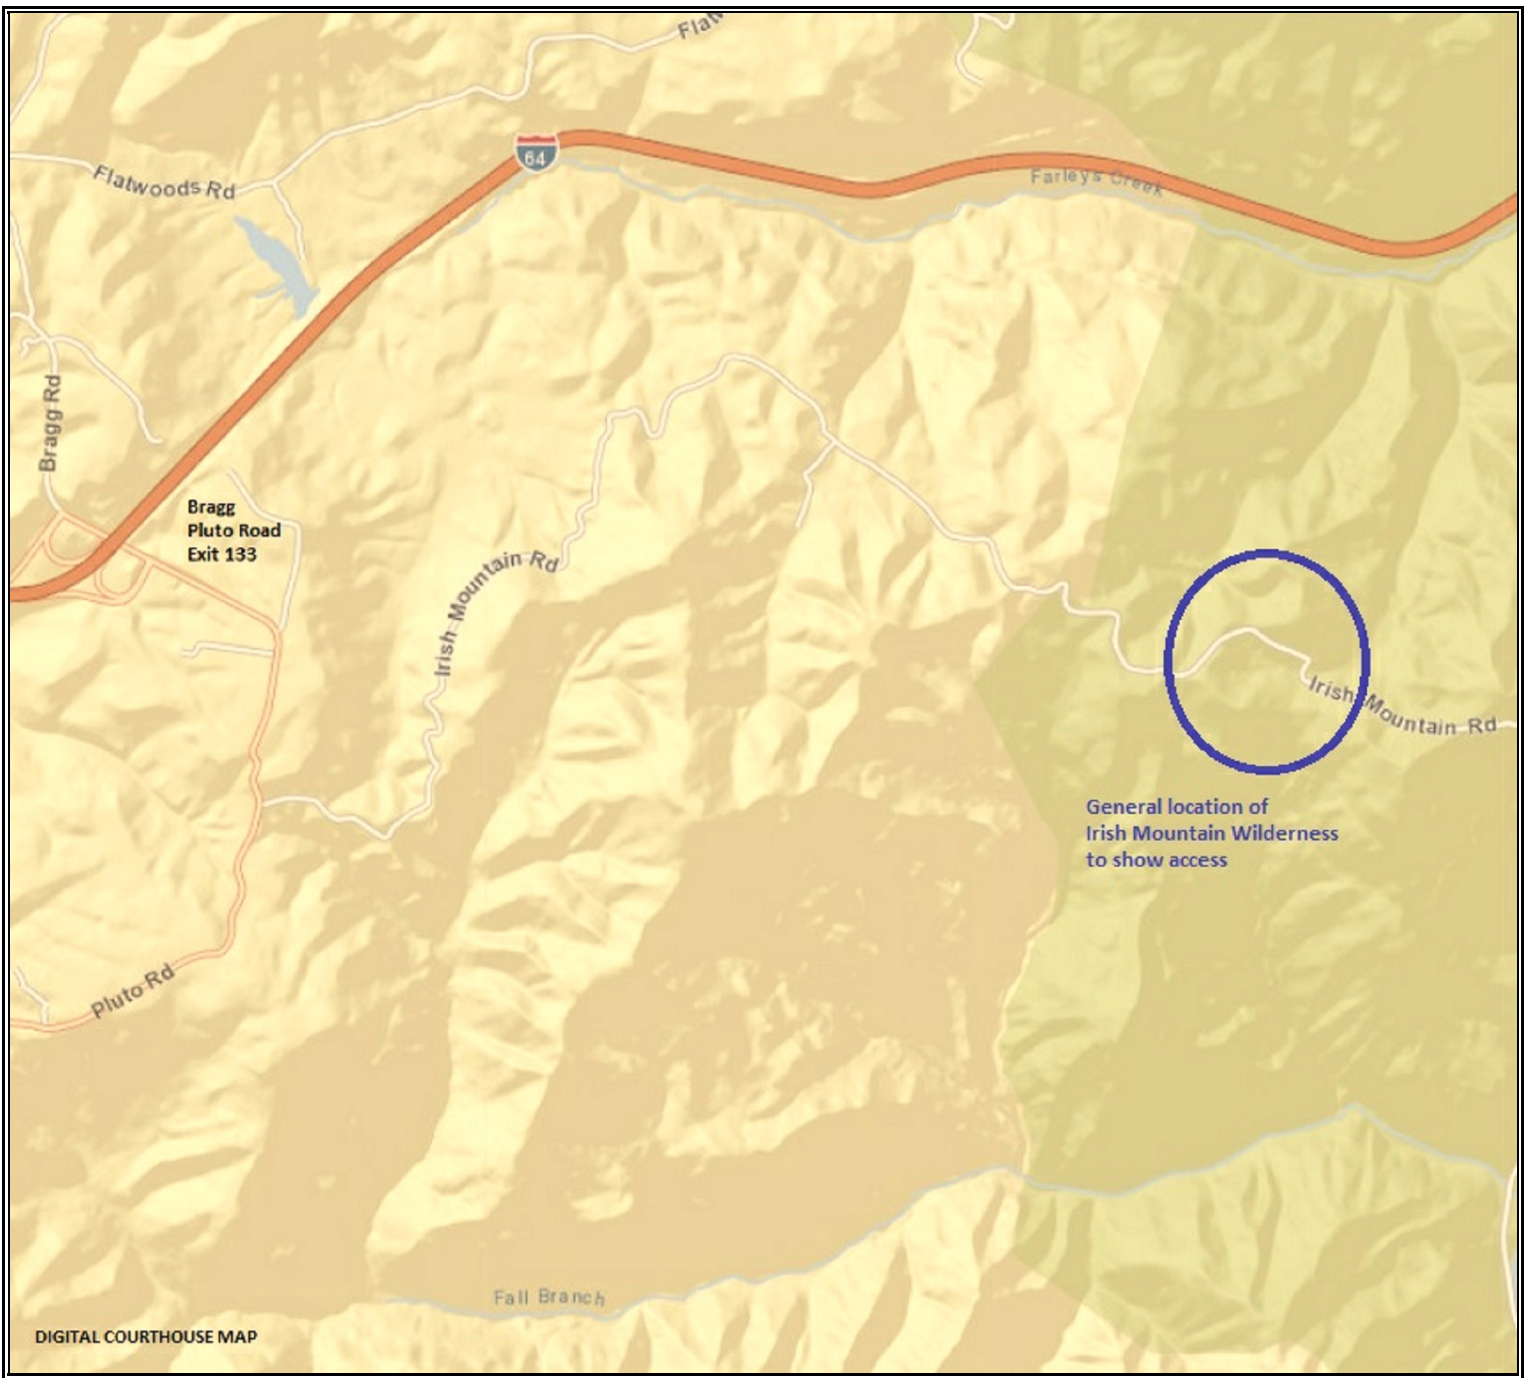 Flatw
64
Farleys Creek
Flatwoods Rd
Bragg Rd
Bragg
Pluto Road
Exit 133
Irish Mountain Rd
Irish Mountain Rd
General location of
Irish Mountain Wilderness
to show access
Pluto Rd
Fall Branch
DIGITAL COURTHOUSE MAP